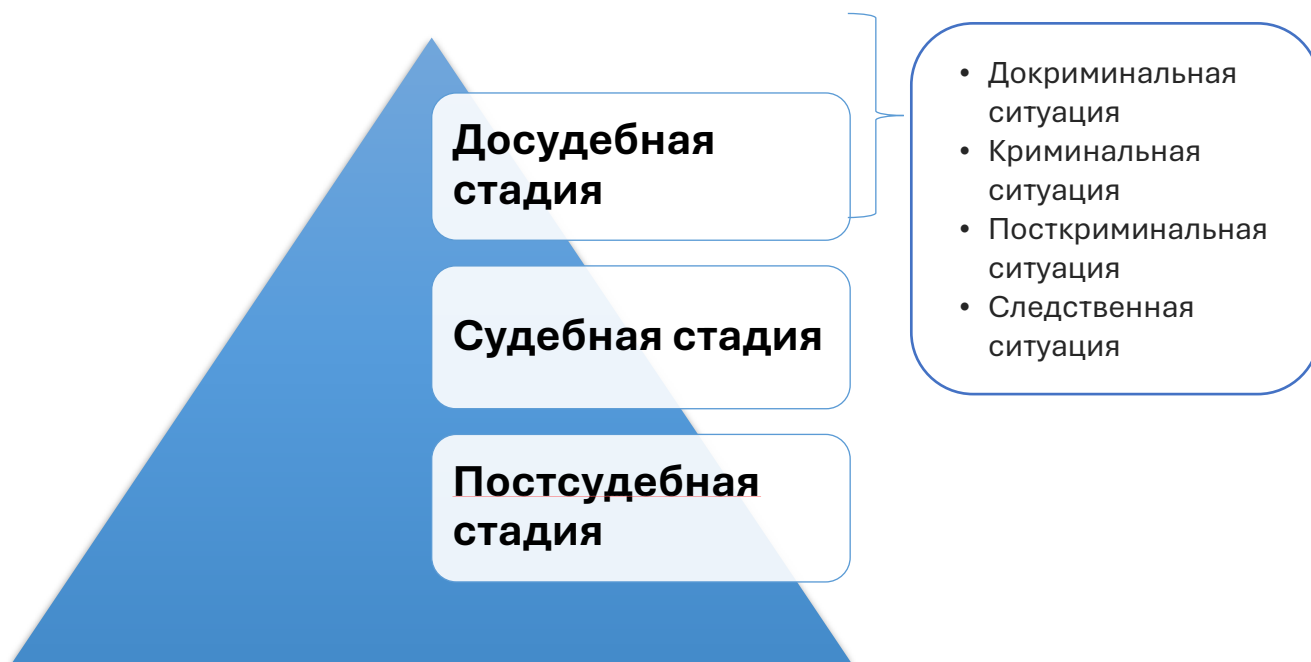 Досудебная
стадия
Судебная стадия
Постсудебная
стадия
• Докриминальная
ситуация
• Криминальная
ситуация
• Посткриминальная
ситуация
• Следственная
ситуация